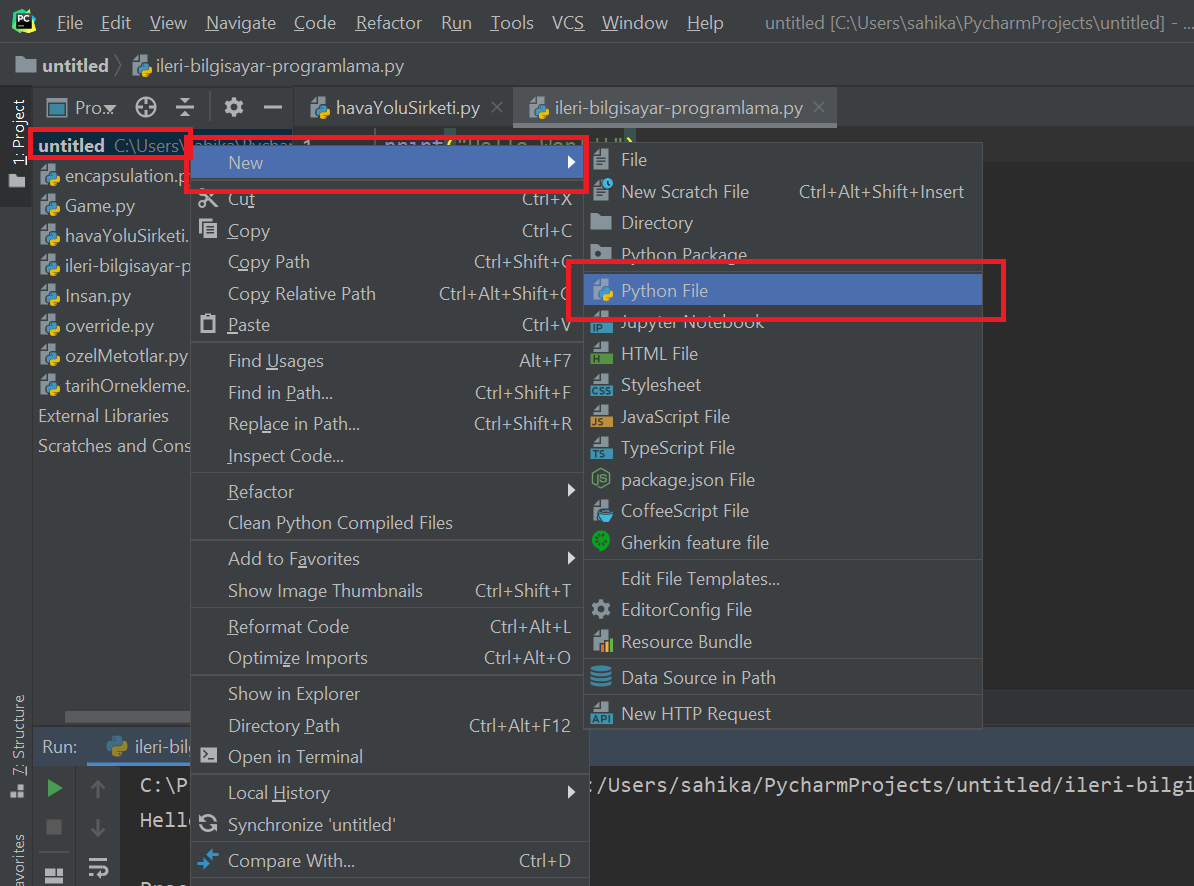 PC File Edit View Navigate Code Refactor Run Tools VCS Window Help untitled [C:\Users\sahika\PycharmProjects\untitled] - ...
untitled ileri-bilgisayar-programlama.py
Pro... havaYoluSirketi.py ileri-bilgisayar-programlama.py
1: Project
untitled C:\Users\sahika\Pychar 1
encapsulation.p
Game.py
havaYoluSirketi.
ileri-bilgisayar-p
Insan.py
override.py
ozelMetotlar.py
tarihOrnekleme.
External Libraries
Scratches and Cons
New
Cut Ctrl+X
Copy Ctrl+C
Copy Path Ctrl+Shift+C
Copy Relative Path Ctrl+Alt+Shift+C
Paste Ctrl+V
Find Usages Alt+F7
Find in Path... Ctrl+Shift+F
Replace in Path... Ctrl+Shift+R
Inspect Code...
Refactor
Clean Python Compiled Files
Add to Favorites
Show Image Thumbnails Ctrl+Shift+T
Reformat Code Ctrl+Alt+L
Optimize Imports Ctrl+Alt+O
Show in Explorer
Directory Path Ctrl+Alt+F12
Open in Terminal
Local History
Synchronize 'untitled'
Compare With... Ctrl+D
File
New Scratch File Ctrl+Alt+Shift+Insert
Directory
Python Package
Python File
Jupyter Notebook
HTML File
Stylesheet
JavaScript File
TypeScript File
package.json File
CoffeeScript File
Gherkin feature file
Edit File Templates...
EditorConfig File
Resource Bundle
Data Source in Path
New HTTP Request
7: Structure
Run: ileri-bil
C:\P :/Users/sahika/PycharmProjects/untitled/ileri-bilgi
Hello
avorites